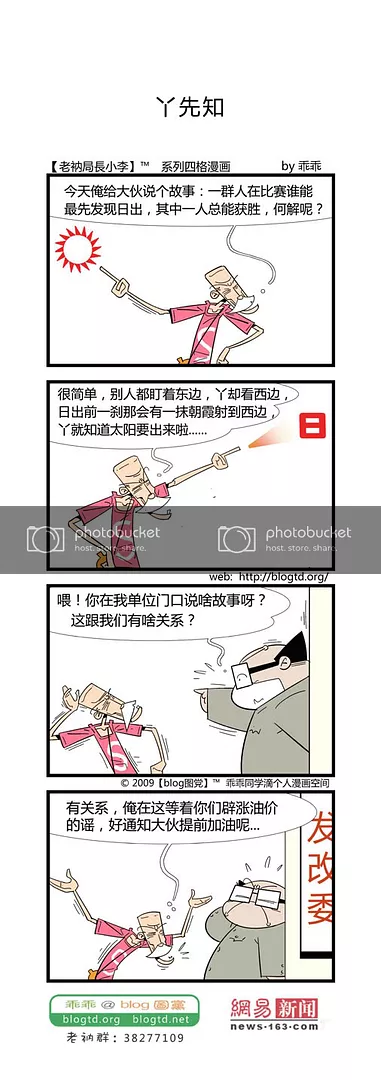 丫先知
【老衲局長小李】™ 系列四格漫画 by 乖乖
今天俺给大伙说个故事：一群人在比赛谁能
最先发现日出，其中一人总能获胜，何解呢？
很简单，别人都盯着东边，丫却看西边，
日出前一刹那会有一抹朝霞射到西边，
丫就知道太阳要出来啦......
日
photobucket
host. store. share.
photobucket
host. store. share.
web: http://blogtd.org/
喂！你在我单位门口说啥故事呀？
这跟我们有啥关系？
© 2009【blog图党】™ 乖乖同学滴个人漫画空间
有关系，俺在这等着你们辟涨油价
的谣，好通知大伙提前加油呢...
发改委
乖乖@blog圖黨
blogtd.org blogtd.net
老衲群：38277109
網易 新闻
news·163·com